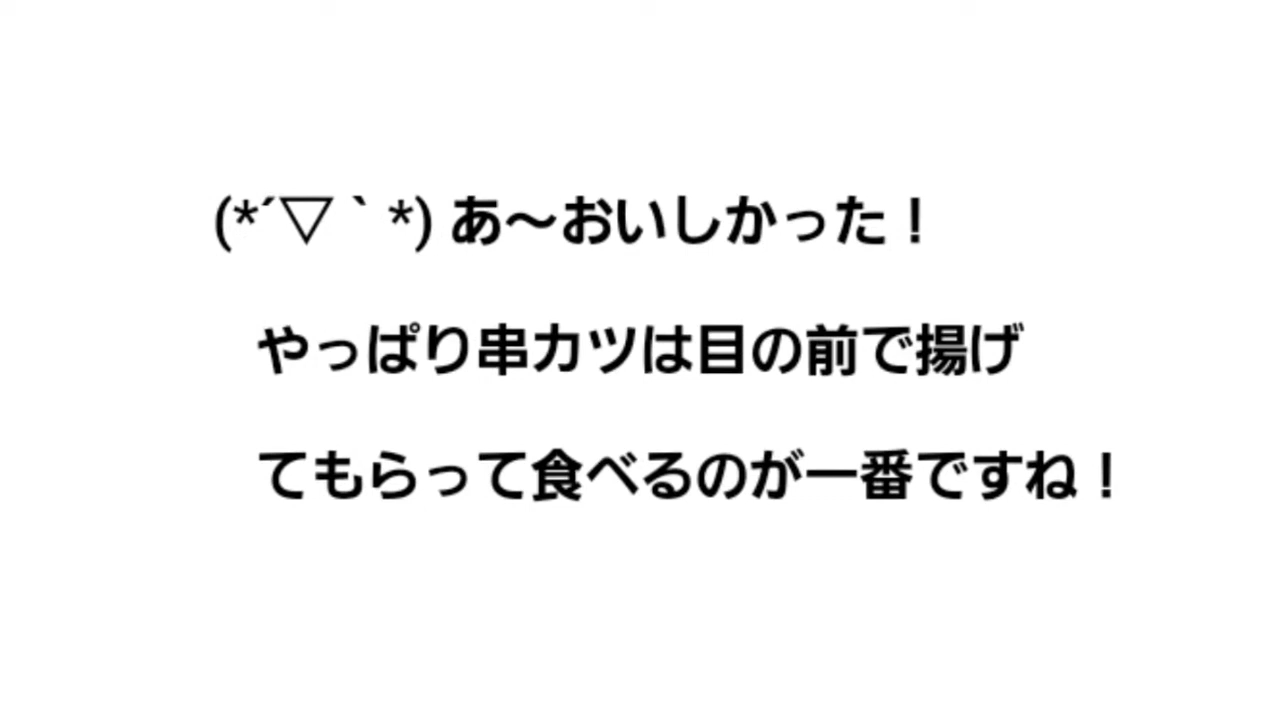 (*´▽｀*) あ〜おいしかった！
やっぱり串カツは目の前で揚げ
てもらって食べるのが一番ですね！